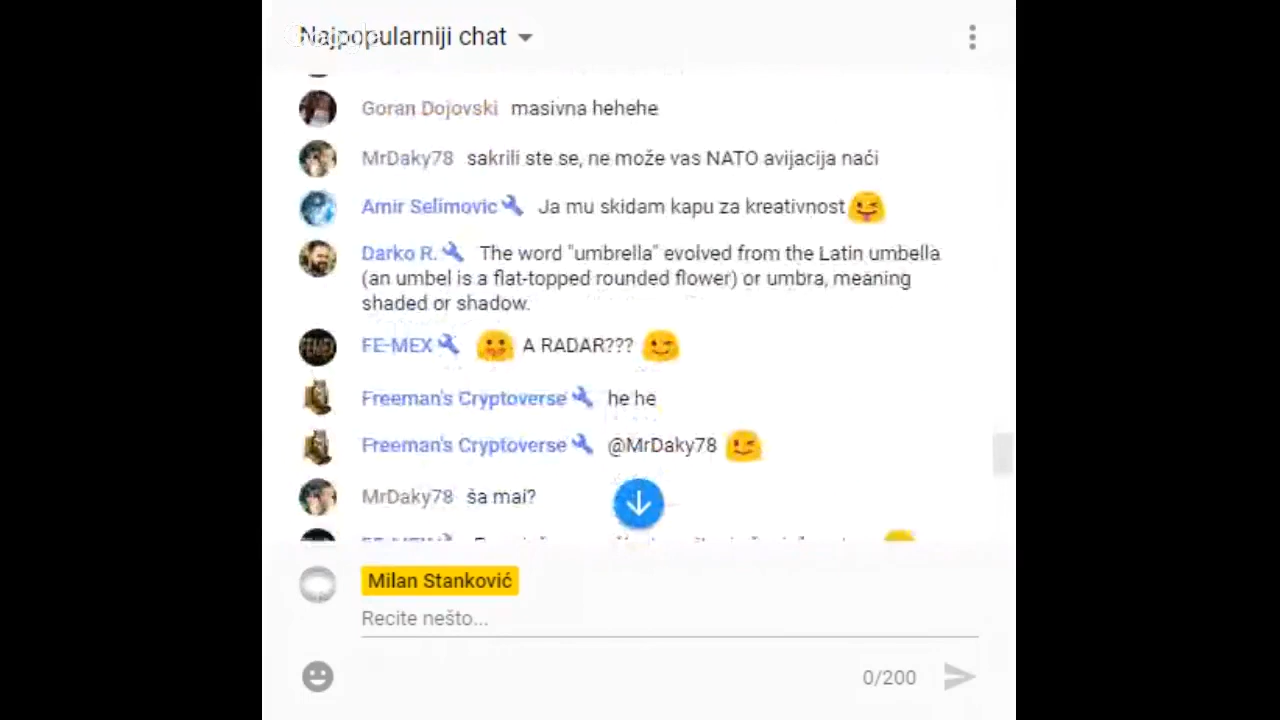 Najpopularniji chat
Goran Dojovski masivna hehehe
MrDaky78 sakrili ste se, ne može vas NATO avijacija naći
Amir Selimovic Ja mu skidam kapu za kreativnost
Darko R. The word "umbrella" evolved from the Latin umbella
(an umbel is a flat-topped rounded flower) or umbra, meaning
shaded or shadow.
FE-MEX A RADAR???
Freeman's Cryptoverse he he
Freeman's Cryptoverse @MrDaky78
MrDaky78 ša mai?
Milan Stanković
Recite nešto...
0/200